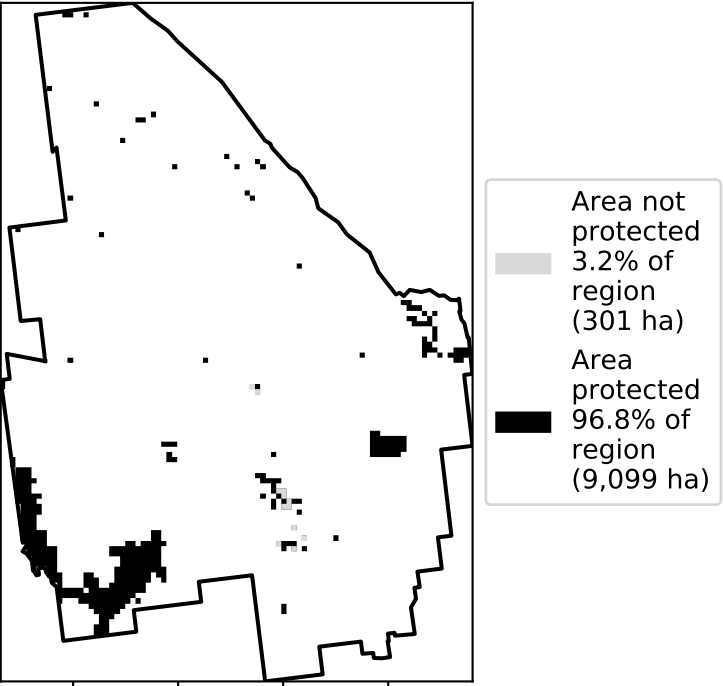 Area not
protected
3.2% of
region
(301 ha)
Area
protected
96.8% of
region
(9,099 ha)